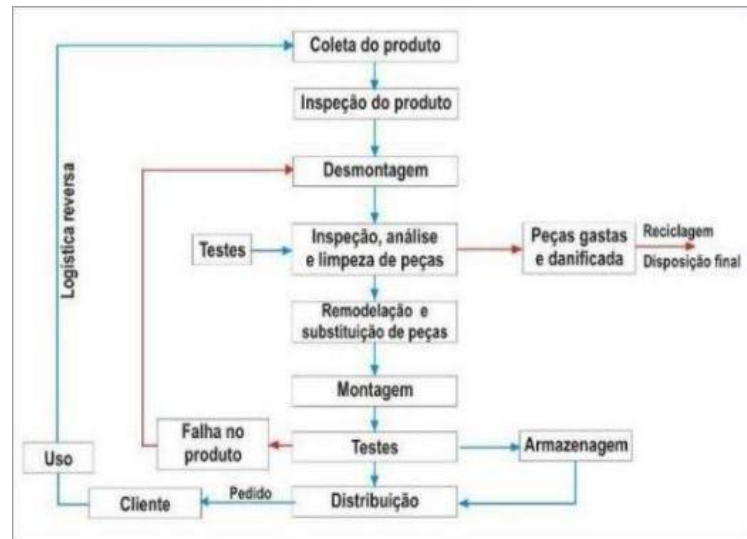 Coleta do produto
Inspeção do produto
Logística reversa
Desmontagem
Testes
Inspeção, análise
e limpeza de peças
Peças gastas
e danificada
Reciclagem
Disposição final
Remodelação e
substituição de peças
Montagem
Falha no
produto
Testes
Armazenagem
Uso
Cliente
Pedido
Distribuição